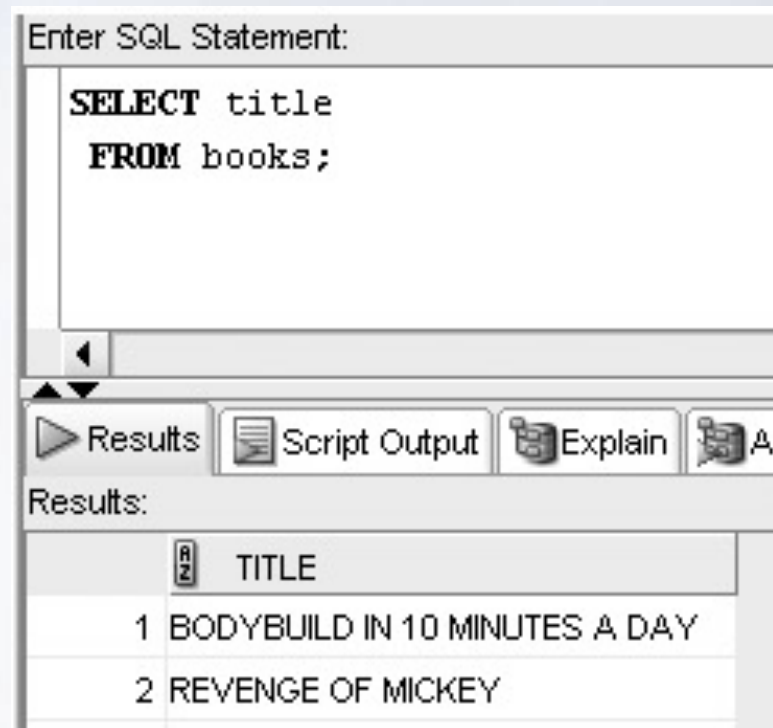 Enter SQL Statement:
SELECT title
FROM books;
Results Script Output Explain A
Results:
TITLE
1 BODYBUILD IN 10 MINUTES A DAY
2 REVENGE OF MICKEY